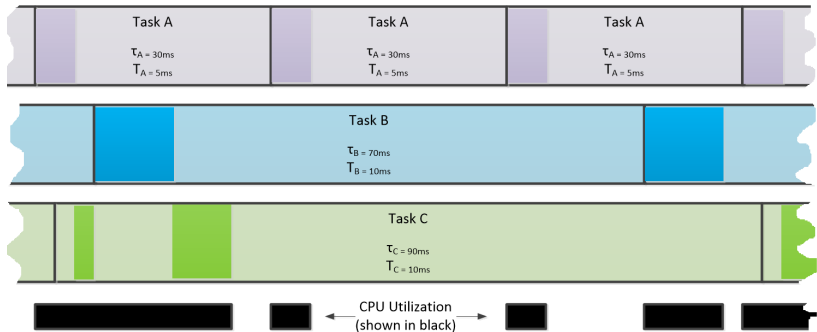 Task A
τA = 30ms
TA = 5ms
Task A
τA = 30ms
TA = 5ms
Task A
τA = 30ms
TA = 5ms
Task B
τB = 70ms
TB = 10ms
Task C
τC = 90ms
TC = 10ms
CPU Utilization
(shown in black)